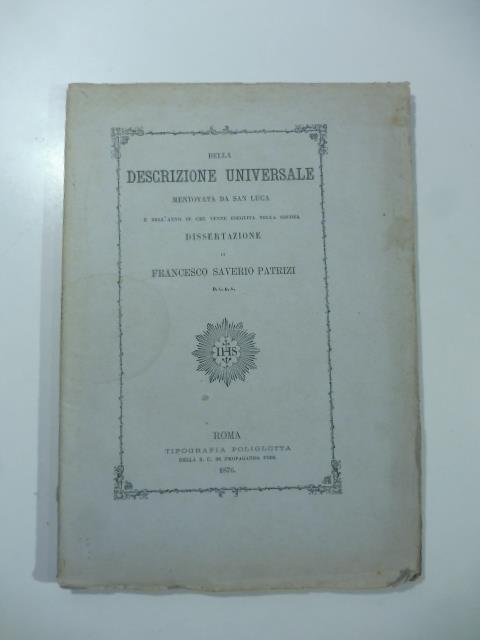 DELLA
DESCRIZIONE UNIVERSALE
MENTOVATA DA SAN LUCA
E DELL'ANNO IN CHE VENNE ESEGUITA NELLA GIUDEA
DISSERTAZIONE
DI
FRANCESCO SAVERIO PATRIZI
D. C. D. G.
IHS
ROMA
TIPOGRAFIA POLIGLOTTA
DELLA S. C. DI PROPAGANDA FIDE
1876.